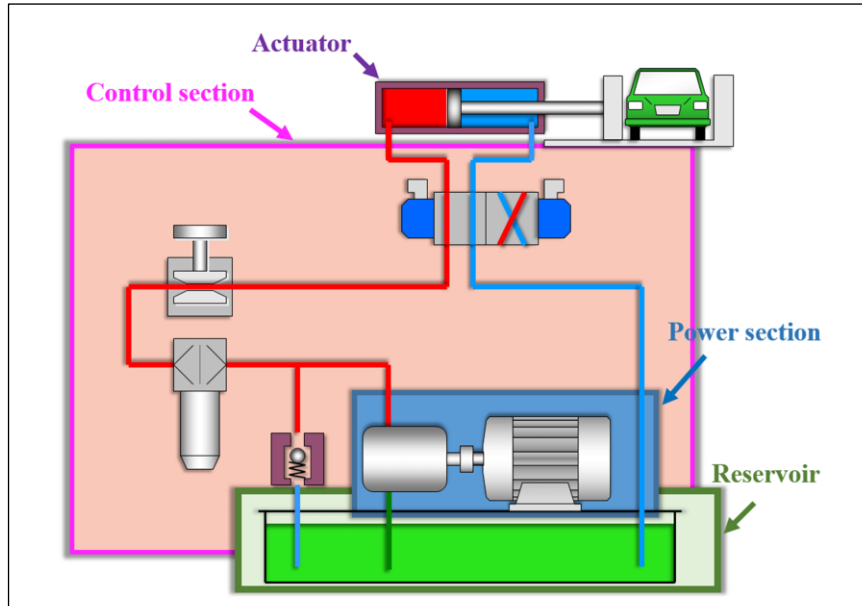 Actuator
Control section
Power section
Reservoir